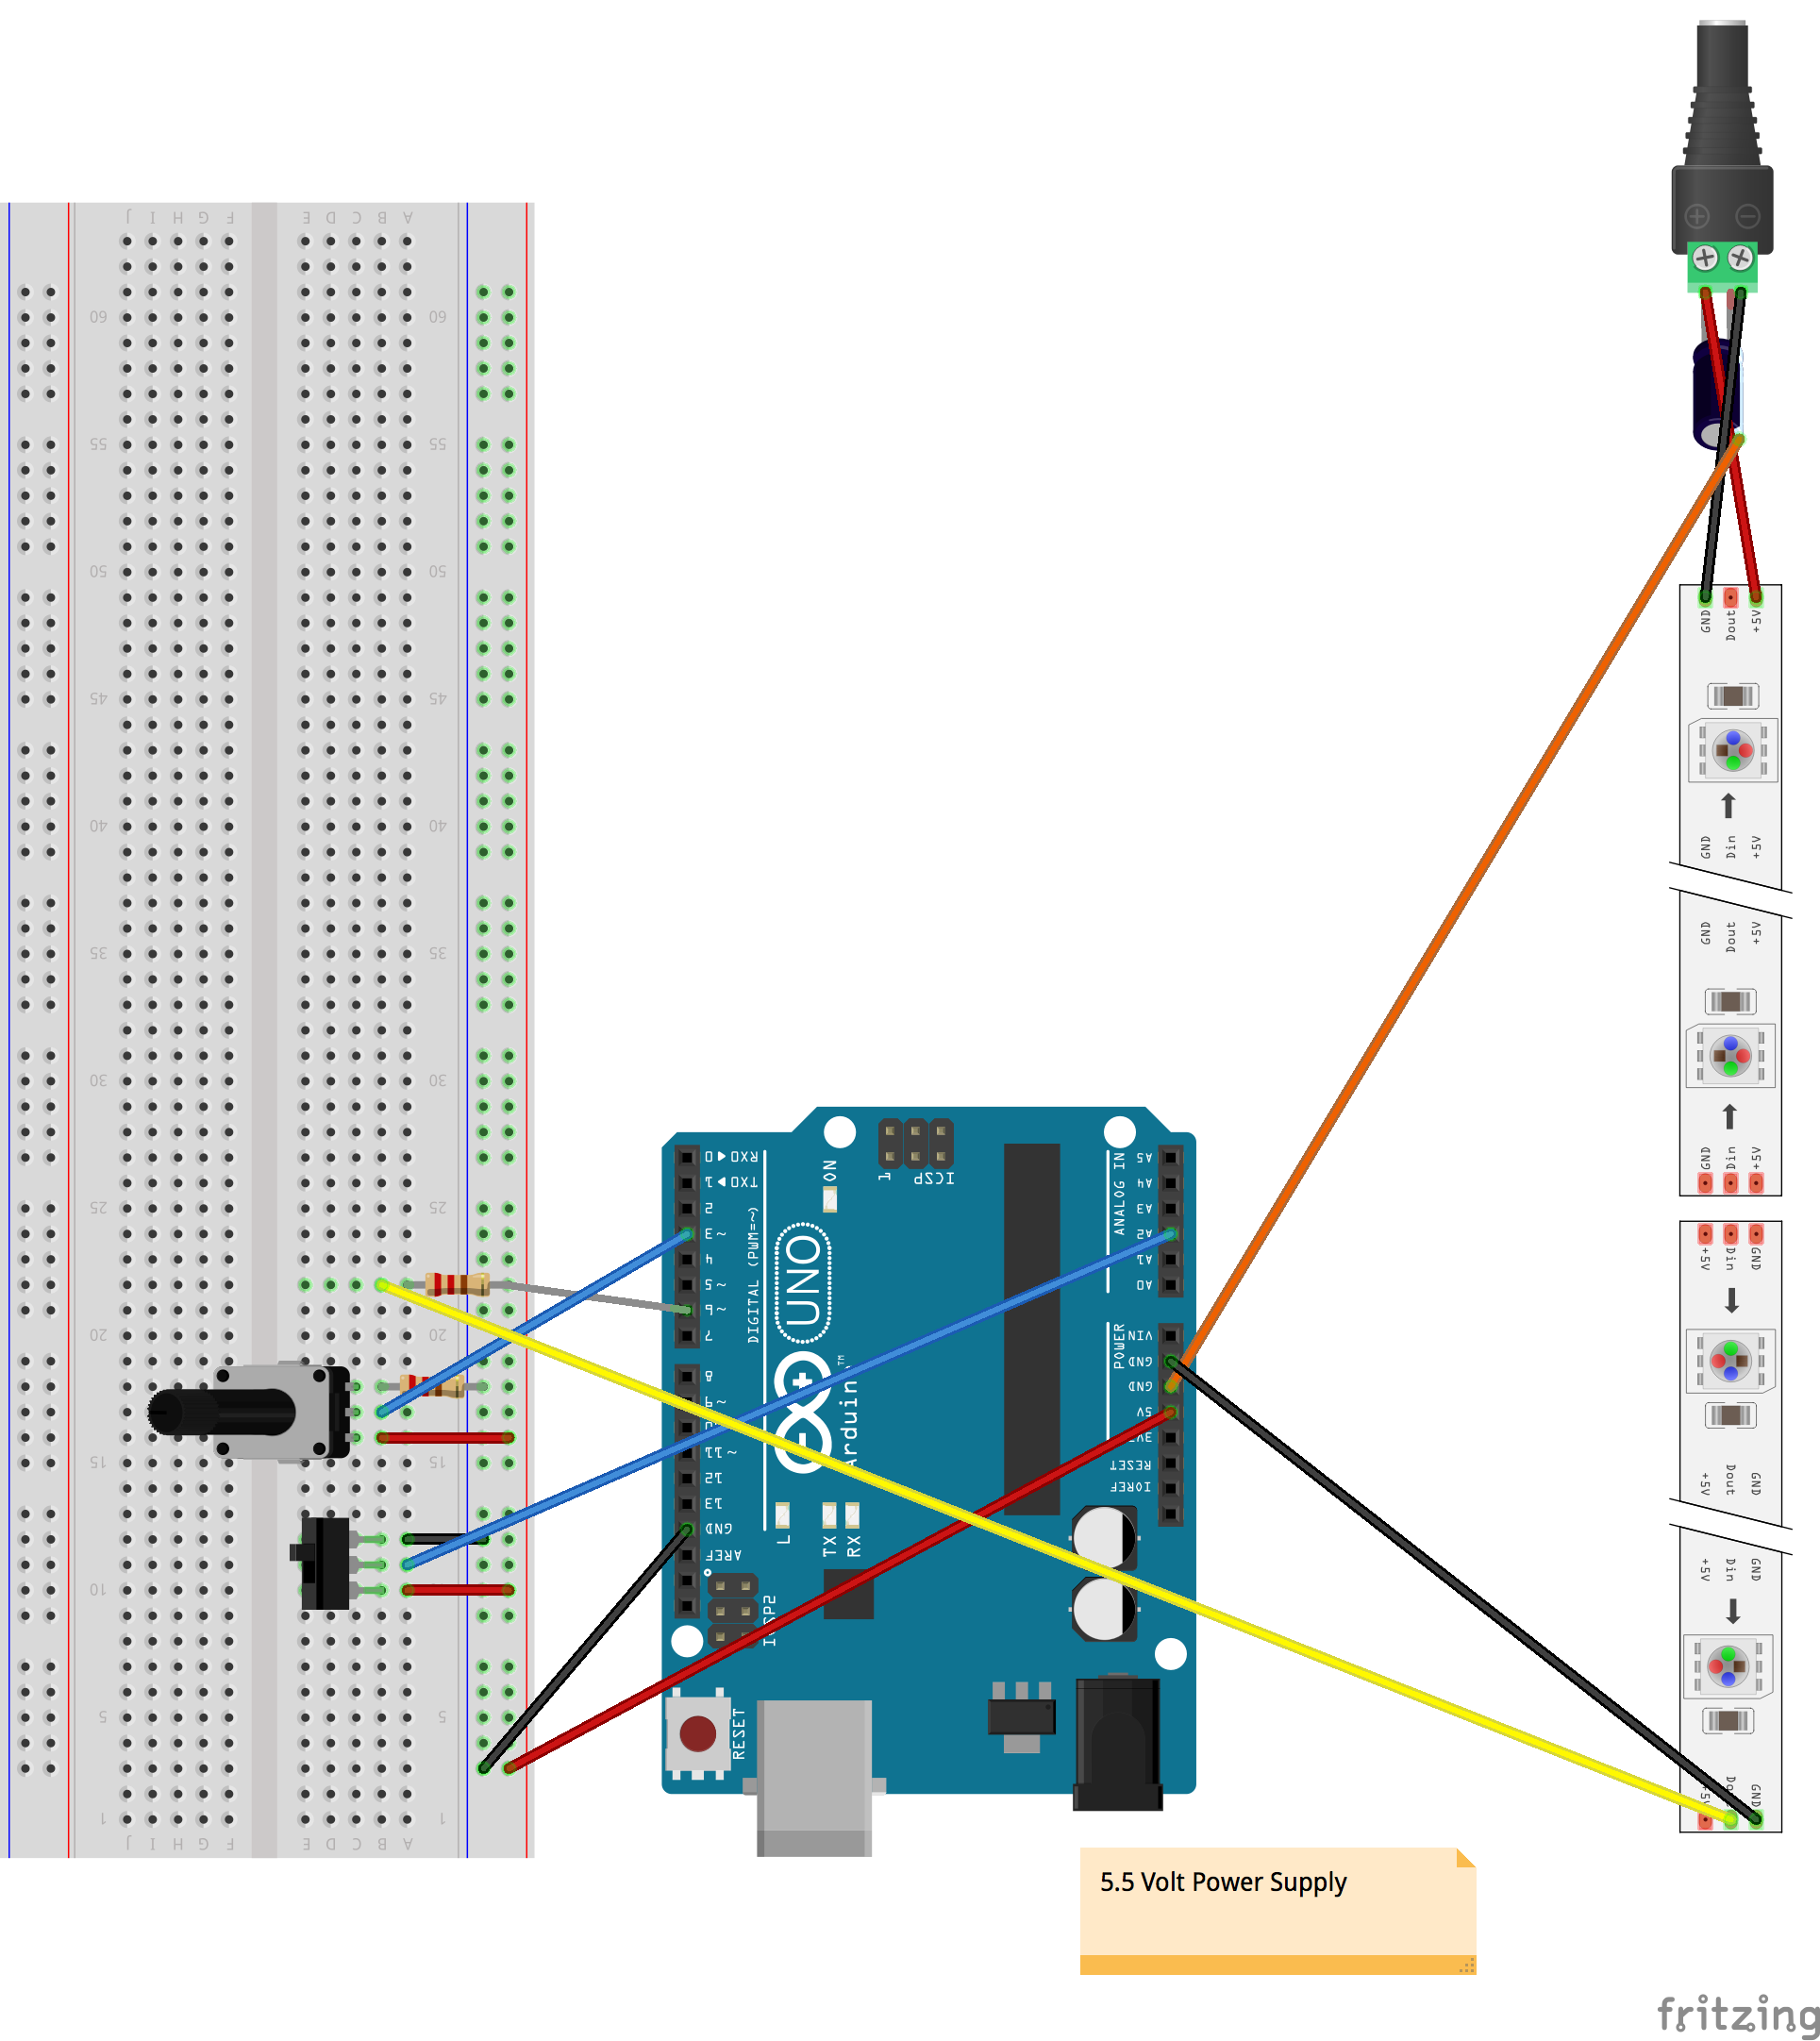 J I H G F E D C B A
60 60
55 55
50 50
45 45
40 40
35 35
30 30
25 25
20
15 15
10
5 5
1 1
J I H G F E D C B A
RX0 ◀ 0
TX0 ▶ 1
2
~3
4
~5
~6
7
8
~9
~11
12
13
GND
AREF
DIGITAL (PWM=~)
ON
1
ICSP
UNO
Arduino™
L
TX
RX
ICSP2
RESET
ANALOG IN
A5
A4
A3
A2
A1
A0
POWER
VIN
GND
GND
5V
3V3
RESET
IOREF
+ −
GND Dout +5V
GND Din +5V
GND Dout +5V
GND Din +5V
+5V Din GND
+5V Dout GND
+5V Din GND
+5V GND
5.5 Volt Power Supply
fritzing